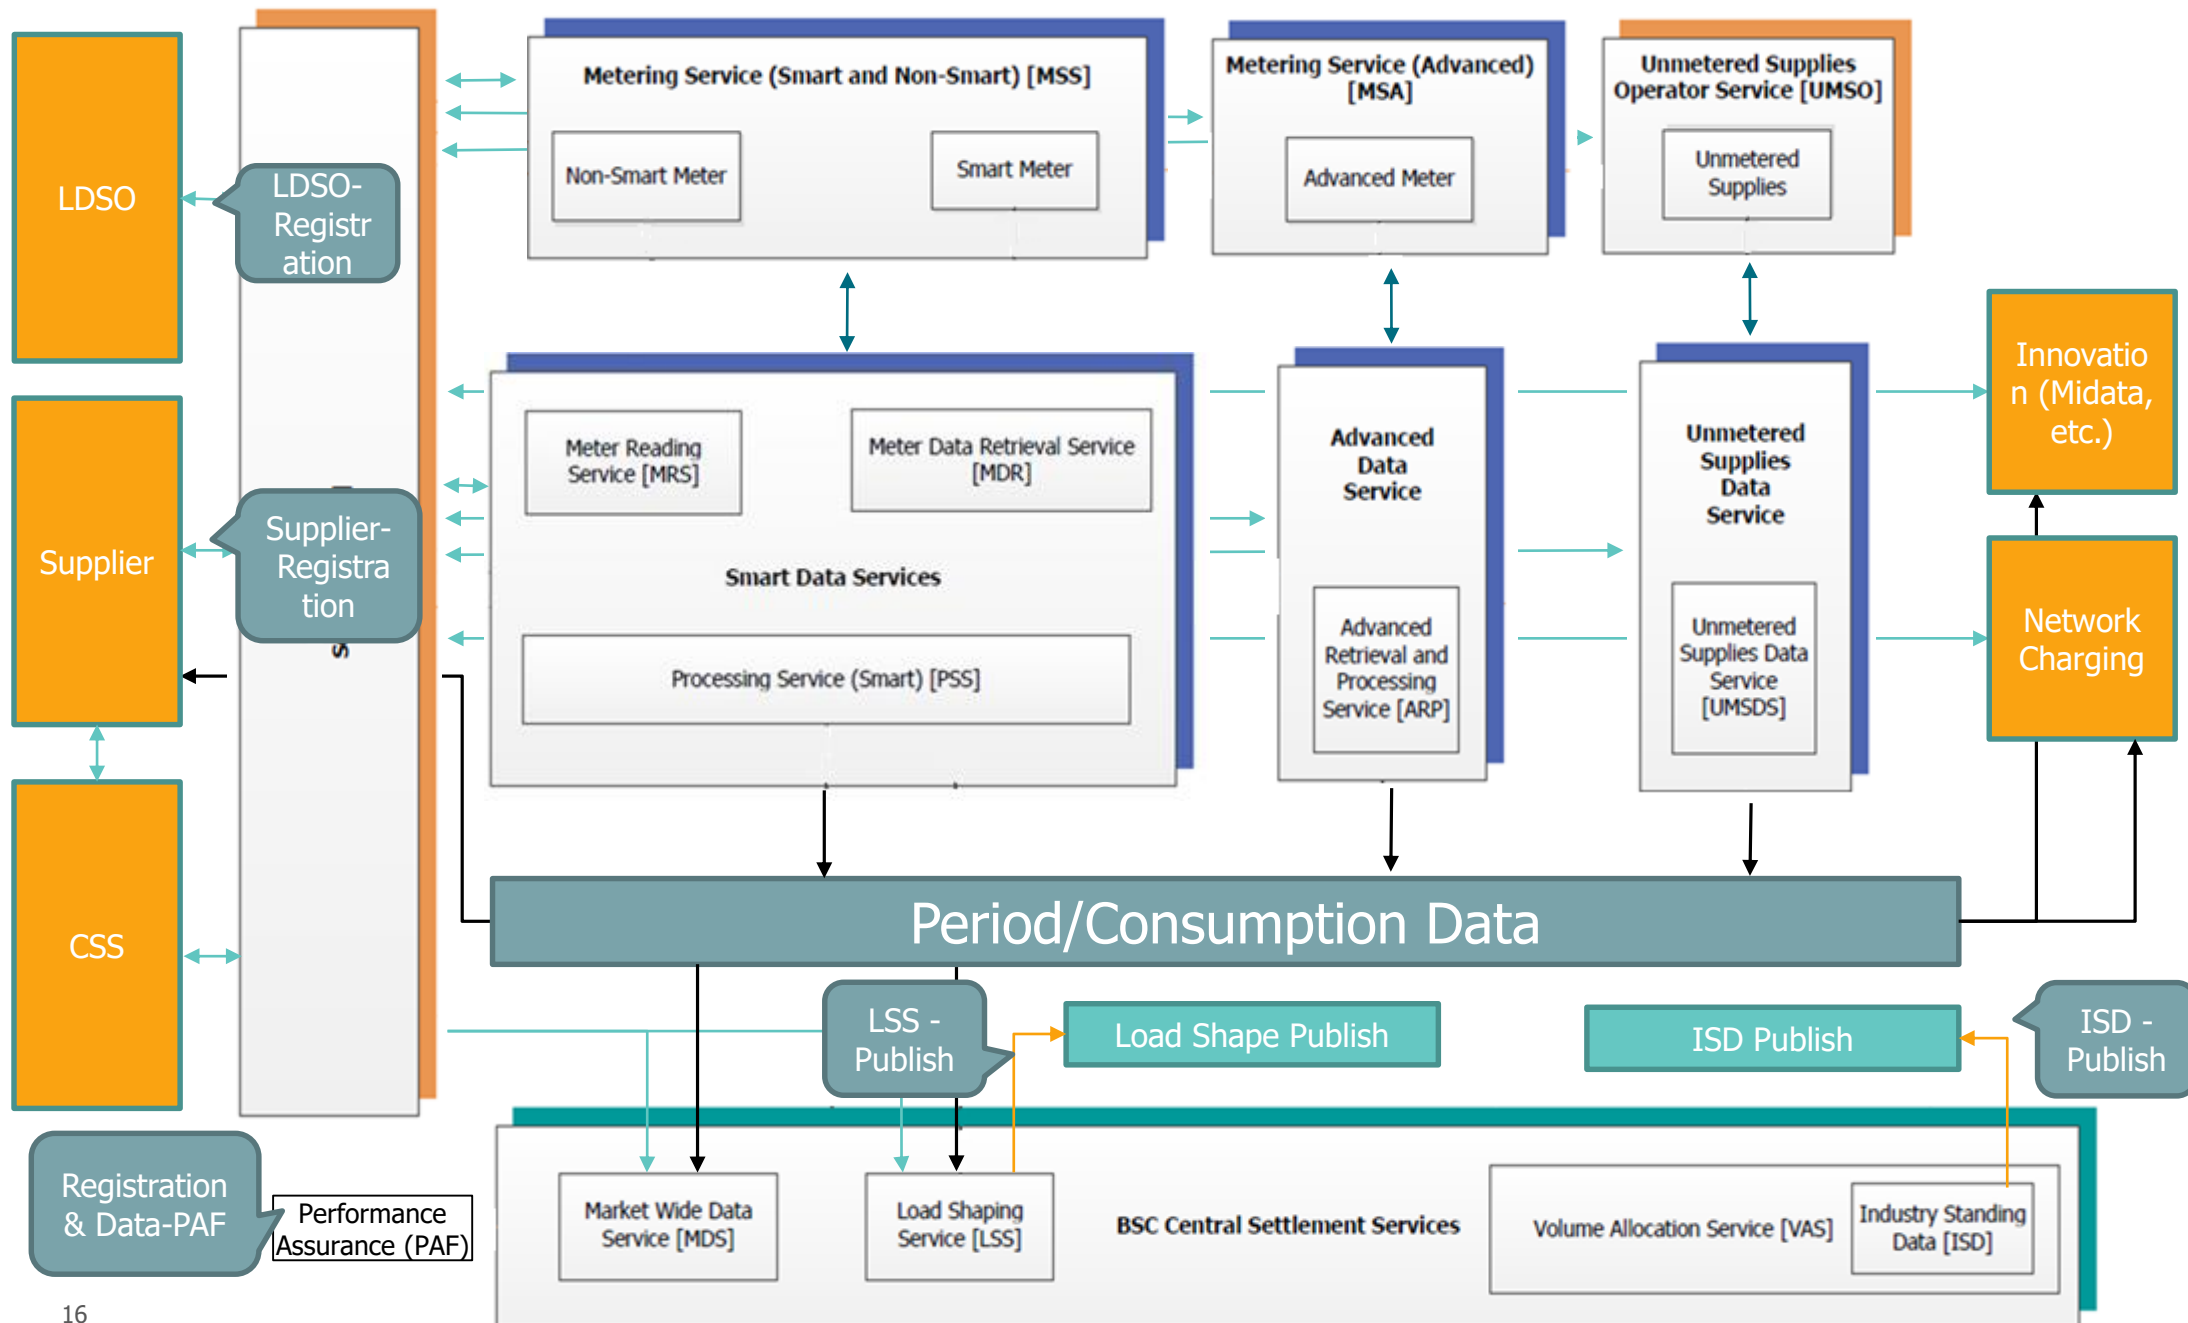 LDSO
LDSO-
Registr
ation
Metering Service (Smart and Non-Smart) [MSS]
Non-Smart Meter
Smart Meter
Metering Service (Advanced)
[MSA]
Advanced Meter
Unmetered Supplies
Operator Service [UMSO]
Unmetered
Supplies
Supplier
Supplier-
Registra
tion
s
Meter Reading
Service [MRS]
Meter Data Retrieval Service
[MDR]
Smart Data Services
Processing Service (Smart) [PSS]
Advanced
Data
Service
Advanced
Retrieval and
Processing
Service [ARP]
Unmetered
Supplies
Data
Service
Unmetered
Supplies Data
Service
[UMSDS]
Innovatio
n (Midata,
etc.)
Network
Charging
CSS
Period/Consumption Data
LSS -
Publish
Load Shape Publish
ISD Publish
ISD -
Publish
Registration
& Data-PAF
Performance
Assurance (PAF)
Market Wide Data
Service [MDS]
Load Shaping
Service [LSS]
BSC Central Settlement Services
Volume Allocation Service [VAS]
Industry Standing
Data [ISD]
16